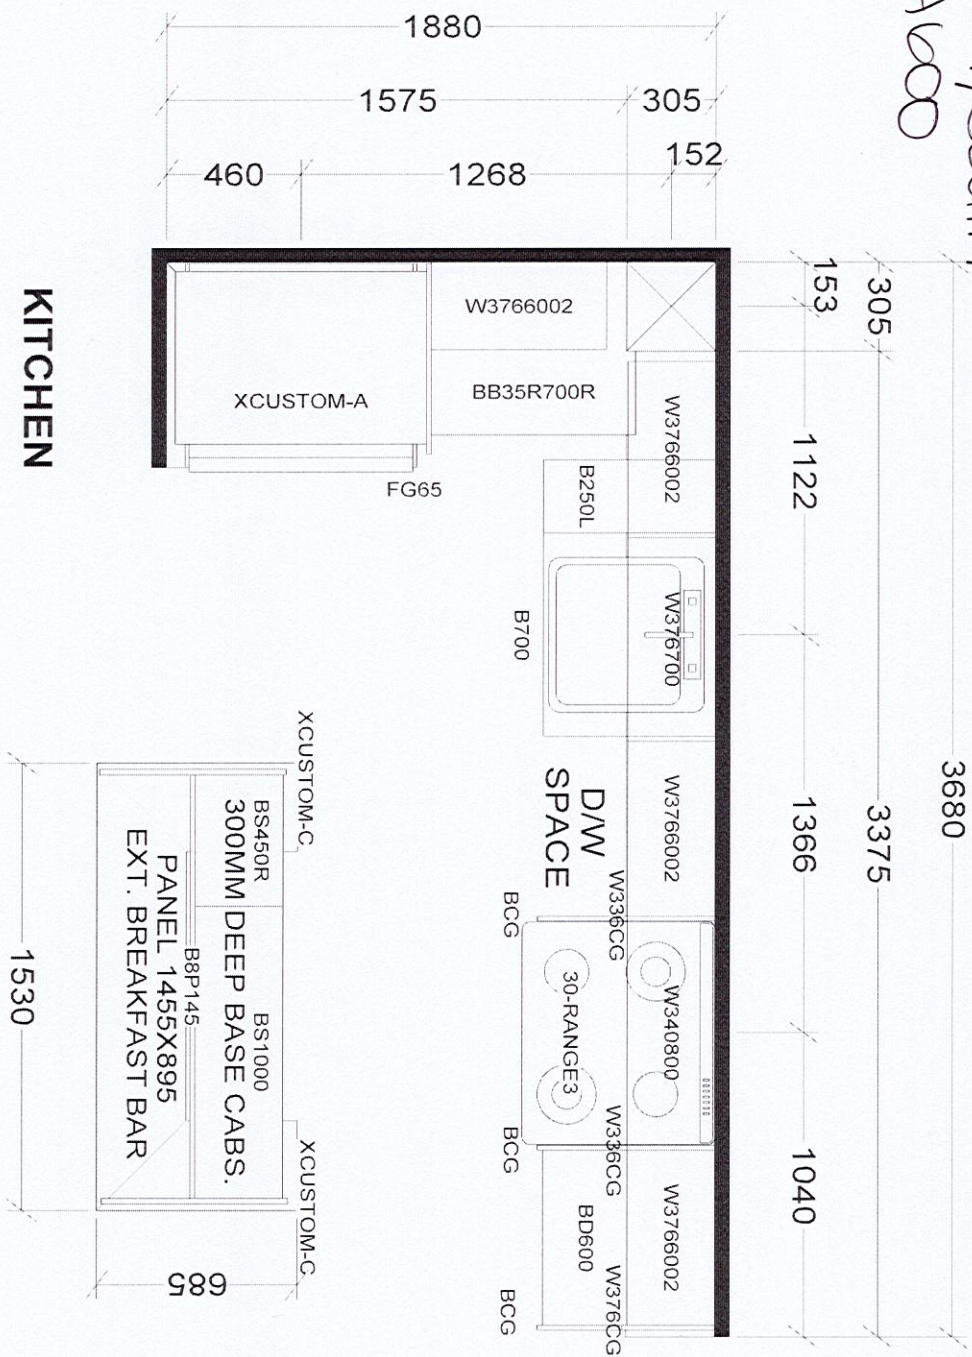 A600
1880
1575
305
460
1268
152
3680
305
3375
153
1122
1366
1040
W3766002
XCUSTOM-A
BB35R700R
FG65
W3766002
B250L
W376700
B700
W3766002
D/W
SPACE
W336CG
BCG
W340800
30-RANGE3
W336CG
BCG
W3766002
BD600
W376CG
BCG
KITCHEN
XCUSTOM-C
BS450R
BS1000
300MM DEEP BASE CABS.
B8P145
PANEL 1455X895
EXT. BREAKFAST BAR
XCUSTOM-C
1530
685